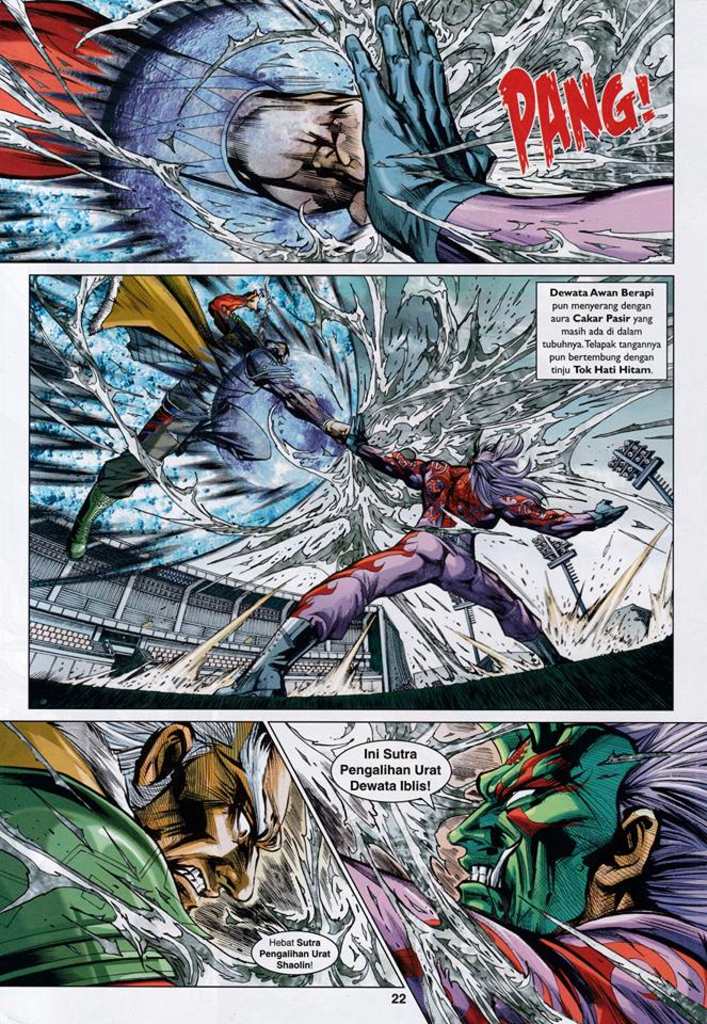 PANG!
Dewata Awan Berapi
pun menyerang dengan
aura Cakar Pasir yang
masih ada di dalam
tubuhnya. Telapak tangannya
pun bertembung dengan
tinju Tok Hati Hitam.
Ini Sutra
Pengalihan Urat
Dewata Iblis!
Hebat Sutra
Pengalihan Urat
Shaolin!
22